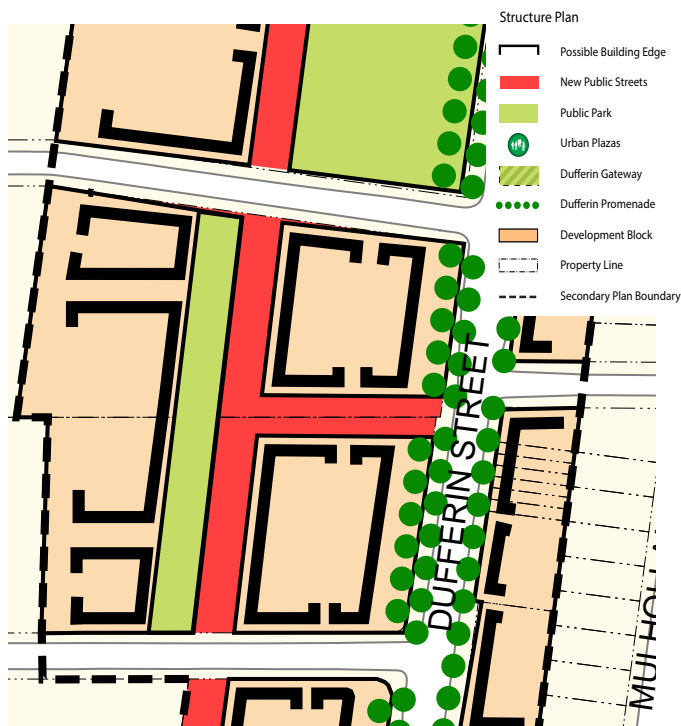 Structure Plan
Possible Building Edge
New Public Streets
Public Park
Urban Plazas
Dufferin Gateway
Dufferin Promenade
Development Block
Property Line
Secondary Plan Boundary
DUFFERIN STREET